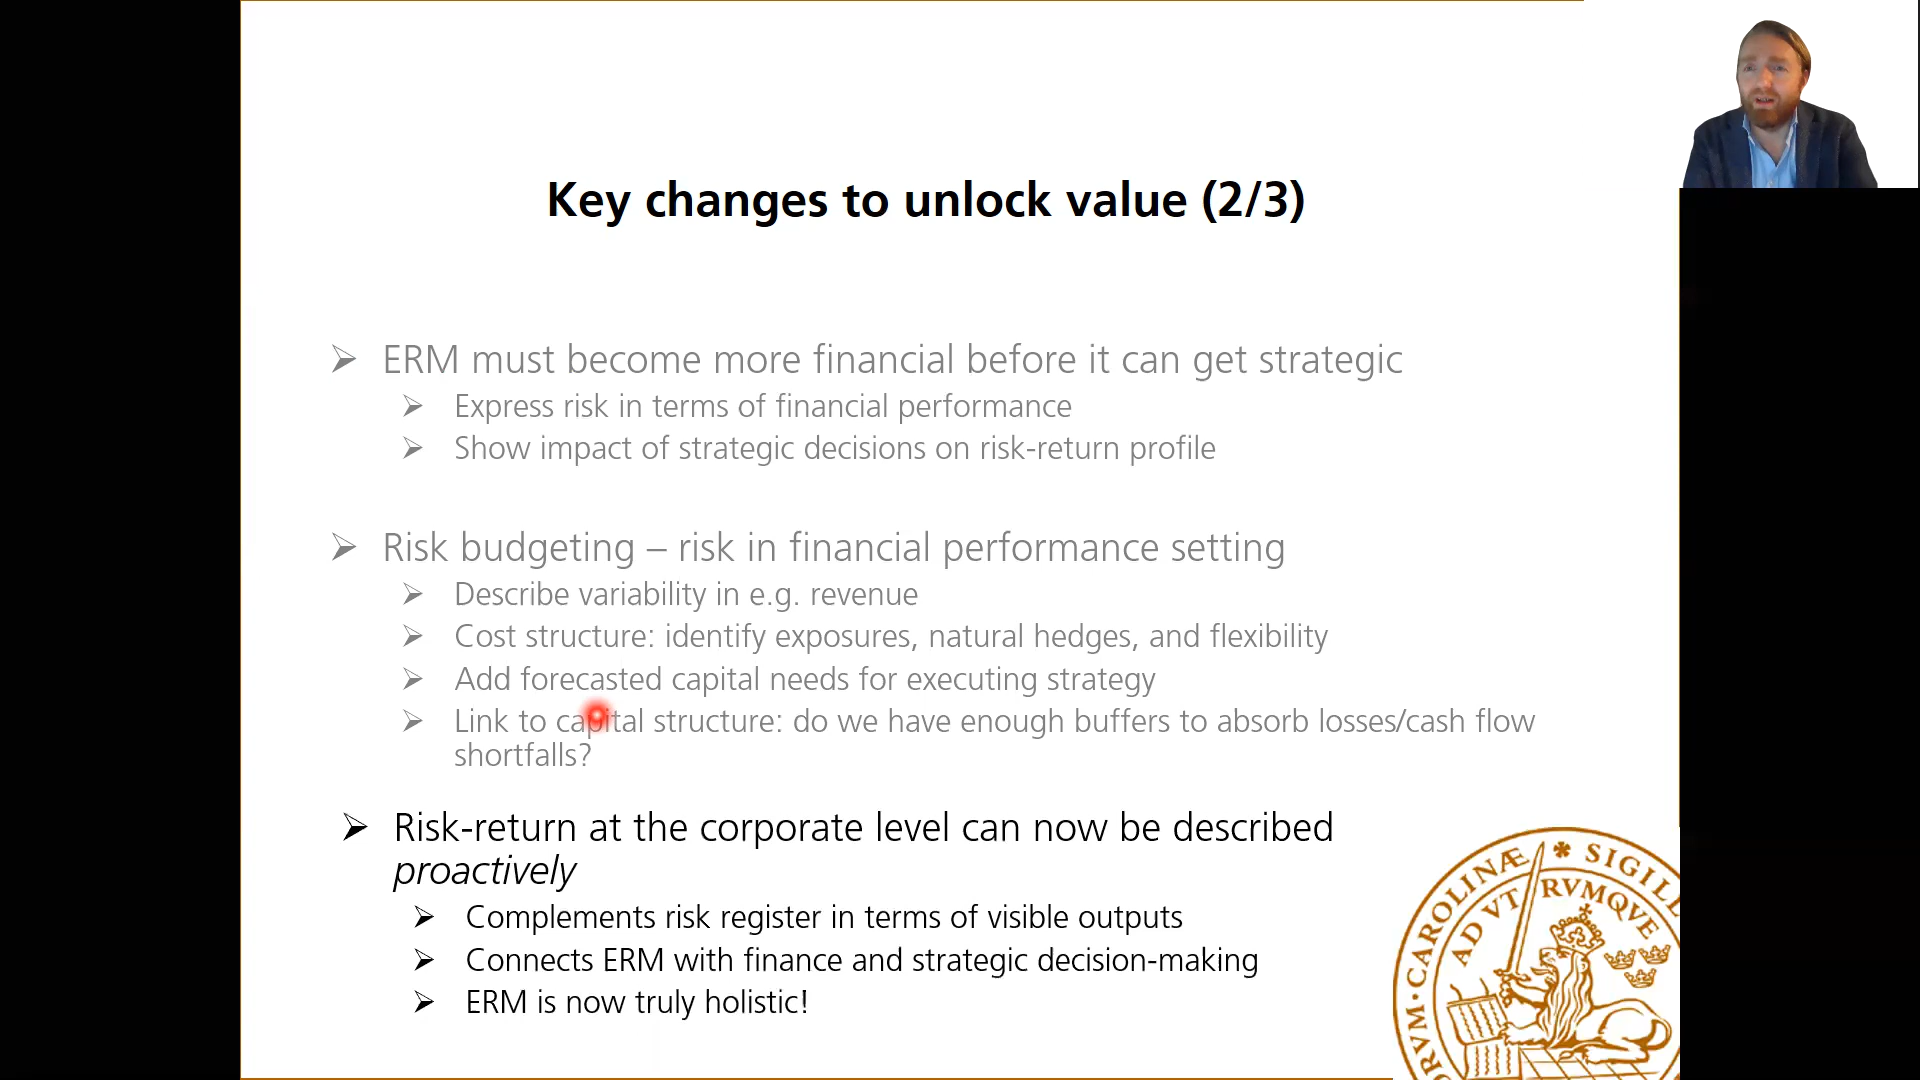 Key changes to unlock value (2/3)
ERM must become more financial before it can get strategic
Express risk in terms of financial performance
Show impact of strategic decisions on risk-return profile
Risk budgeting – risk in financial performance setting
Describe variability in e.g. revenue
Cost structure: identify exposures, natural hedges, and flexibility
Add forecasted capital needs for executing strategy
Link to capital structure: do we have enough buffers to absorb losses/cash flow
shortfalls?
Risk-return at the corporate level can now be described
proactively
Complements risk register in terms of visible outputs
Connects ERM with finance and strategic decision-making
ERM is now truly holistic!
ORVM · CAROLINÆ * SIGILL
AD VTRVMQVE